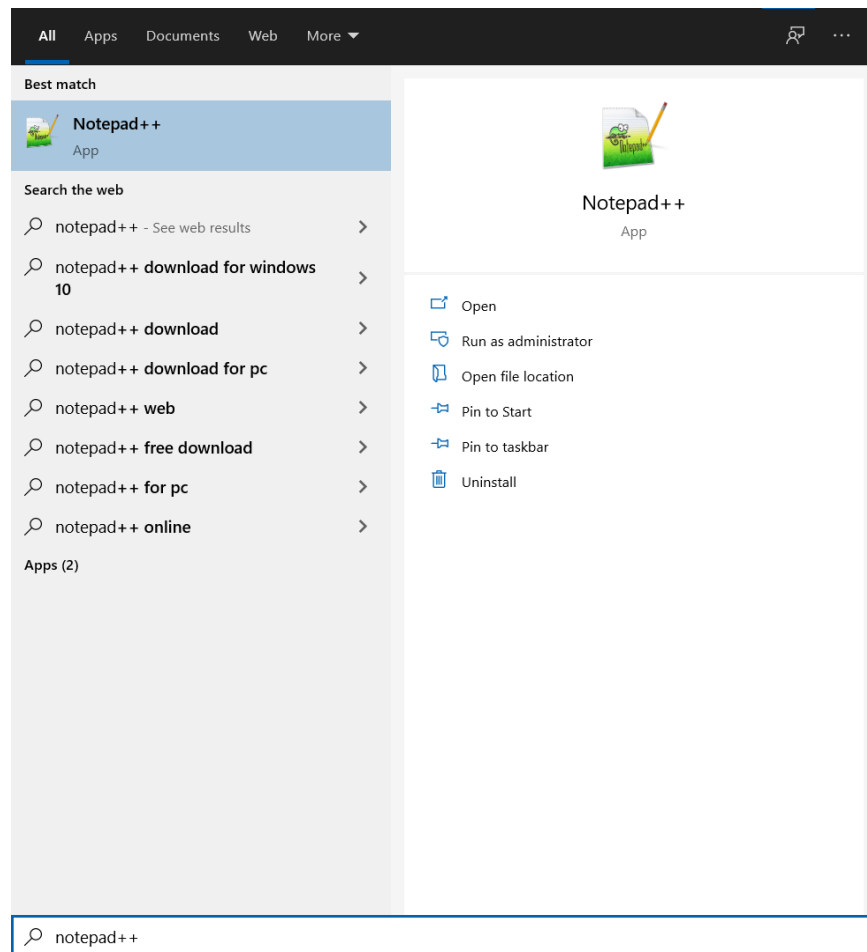 All Apps Documents Web More
Best match
Notepad++
App
Search the web
notepad++ - See web results
notepad++ download for windows
10
notepad++ download
notepad++ download for pc
notepad++ web
notepad++ free download
notepad++ for pc
notepad++ online
Apps (2)
Notepad++
Notepad++
App
Open
Run as administrator
Open file location
Pin to Start
Pin to taskbar
Uninstall
notepad++